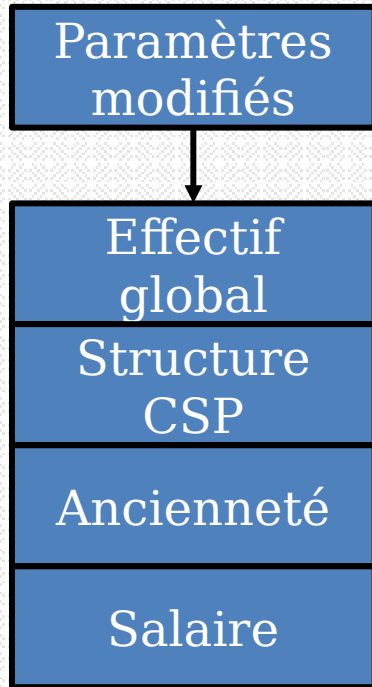 Paramètres
modifiés
Effectif
global
Structure
CSP
Ancienneté
Salaire